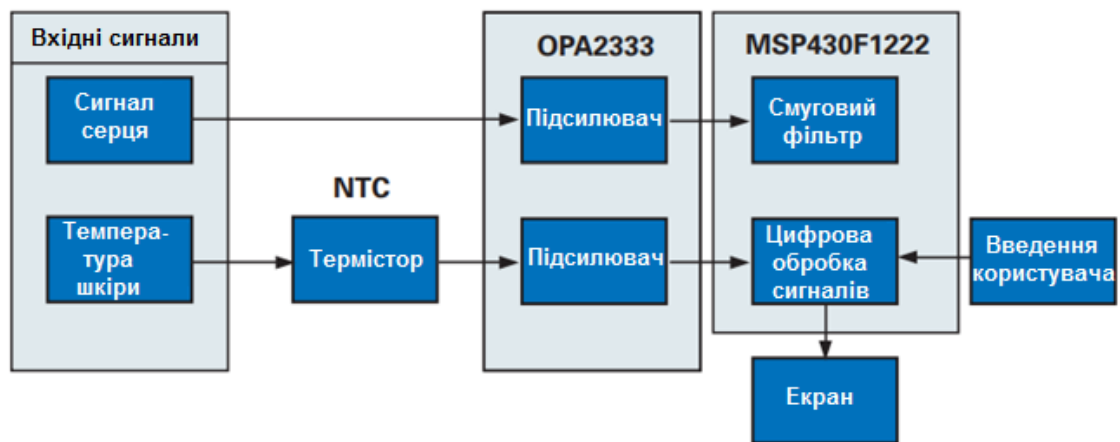 Вхідні сигнали
OPA2333
MSP430F1222
Сигнал
серця
Підсилювач
Смуговий
фільтр
NTC
Темпера-
тура
шкіри
Термістор
Підсилювач
Цифрова
обробка
сигналів
Введення
користувача
Екран